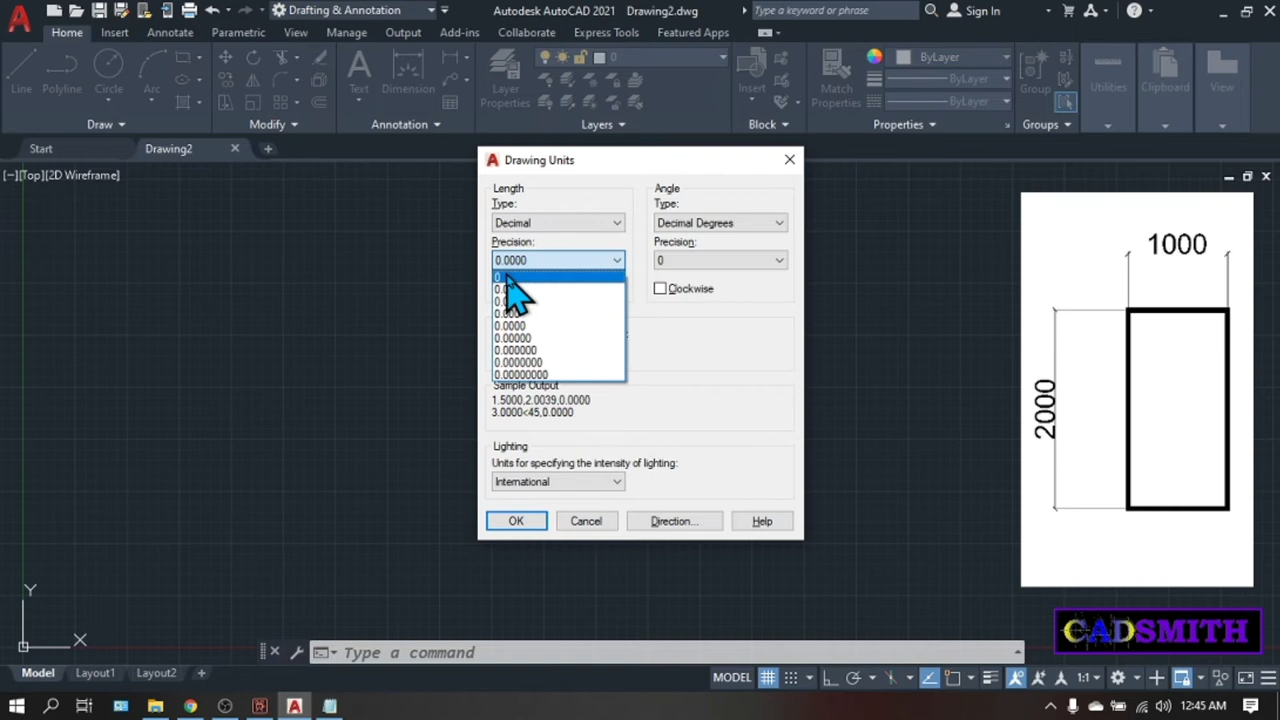 Drafting & Annotation
Autodesk AutoCAD 2021 Drawing2.dwg
Type a keyword or phrase
Sign In
Home Insert Annotate Parametric View Manage Output Add-ins Collaborate Express Tools Featured Apps
Line Polyline Circle Arc
Text Dimension
Layer Properties
0
Insert
Match Properties
ByLayer
ByLayer
ByLayer
Group
Utilities
Clipboard
View
Draw Modify Annotation Layers Block Properties Groups
Start Drawing2
[−][Top][2D Wireframe]
Drawing Units
Length
Type:
Decimal
Precision:
0.0000
0
0.0000
0.00000
0.000000
0.0000000
0.00000000
Angle
Type:
Decimal Degrees
Precision:
0
Clockwise
Sample Output
1.5000,2.0039,0.0000
3.0000<45,0.0000
Lighting
Units for specifying the intensity of lighting:
International
OK Cancel Direction... Help
1000
2000
CADSMITH
Y
X
Type a command
Model Layout1 Layout2
MODEL
1:1
12:45 AM